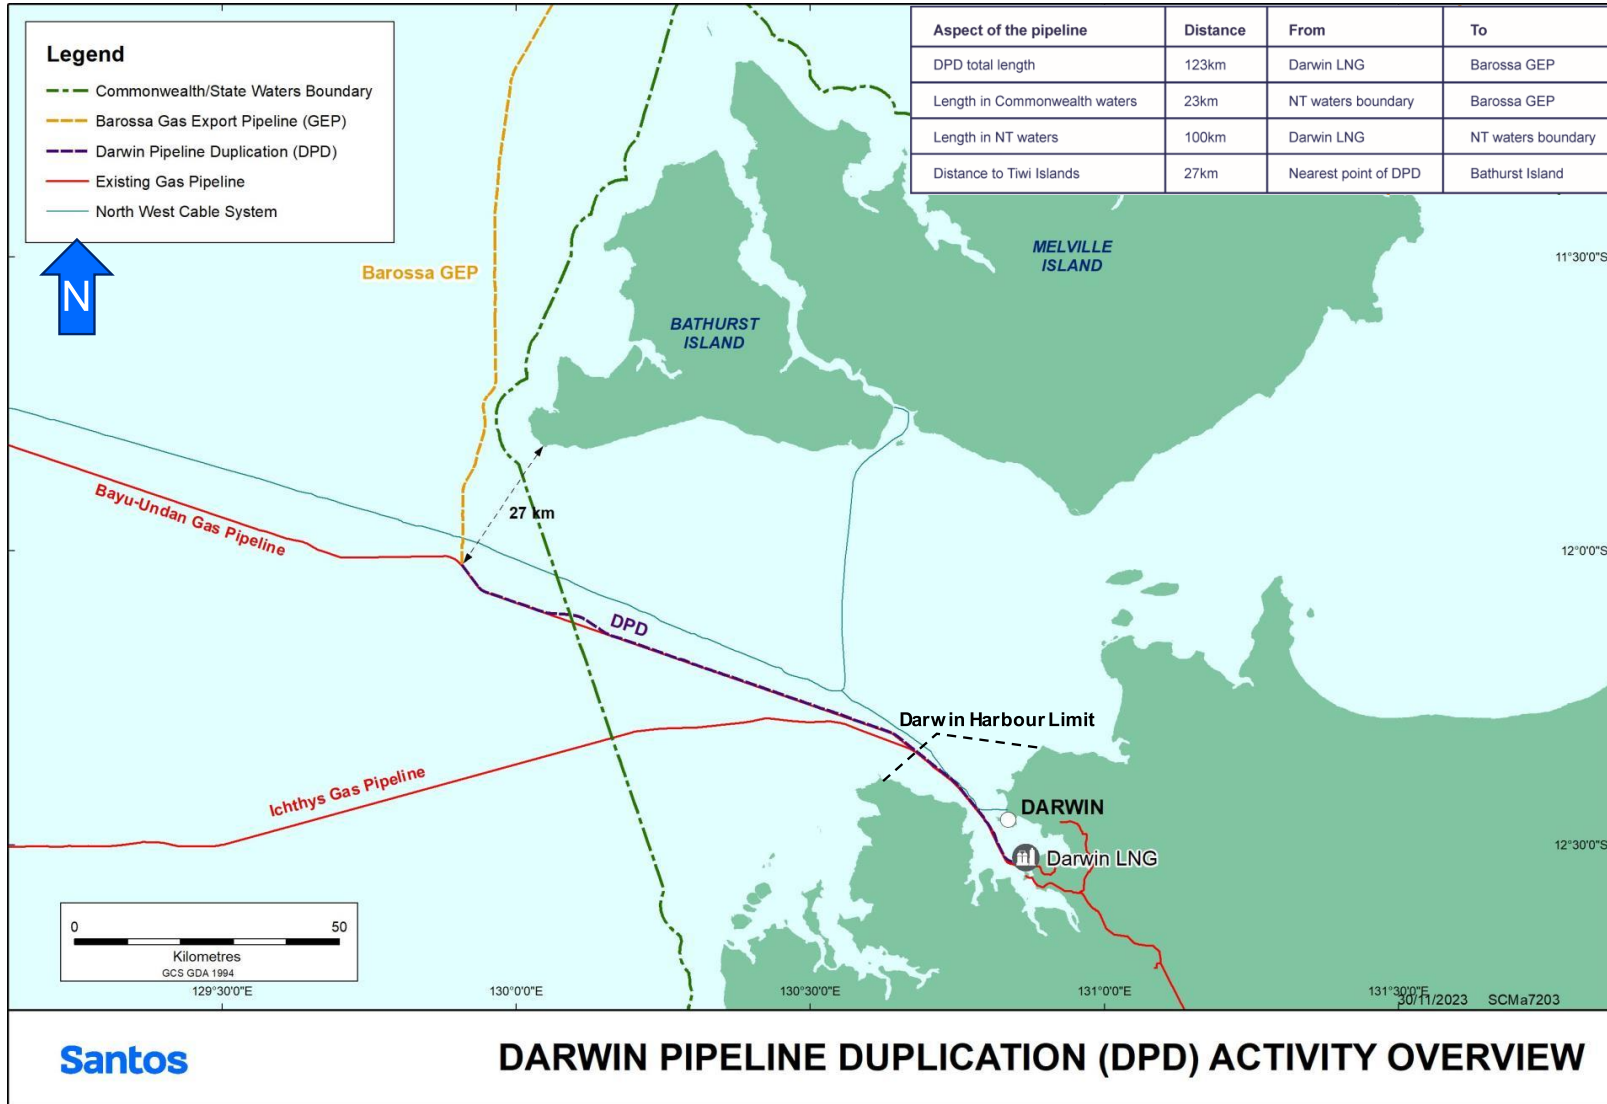 Legend
Commonwealth/State Waters Boundary
Barossa Gas Export Pipeline (GEP)
Darwin Pipeline Duplication (DPD)
Existing Gas Pipeline
North West Cable System
N
Aspect of the pipeline Distance From To
DPD total length 123km Darwin LNG Barossa GEP
Length in Commonwealth waters 23km NT waters boundary Barossa GEP
Length in NT waters 100km Darwin LNG NT waters boundary
Distance to Tiwi Islands 27km Nearest point of DPD Bathurst Island
Barossa GEP
MELVILLE
ISLAND
11°30'0"S
BATHURST
ISLAND
Bayu-Undan Gas Pipeline
27 km
12°0'0"S
DPD
Darwin Harbour Limit
Ichthys Gas Pipeline
DARWIN
Darwin LNG
12°30'0"S
0 50
Kilometres
GCS GDA 1994
129°30'0"E 130°0'0"E 130°30'0"E 131°0'0"E 131°30'0"E
30/11/2023 SCMa7203
Santos
DARWIN PIPELINE DUPLICATION (DPD) ACTIVITY OVERVIEW